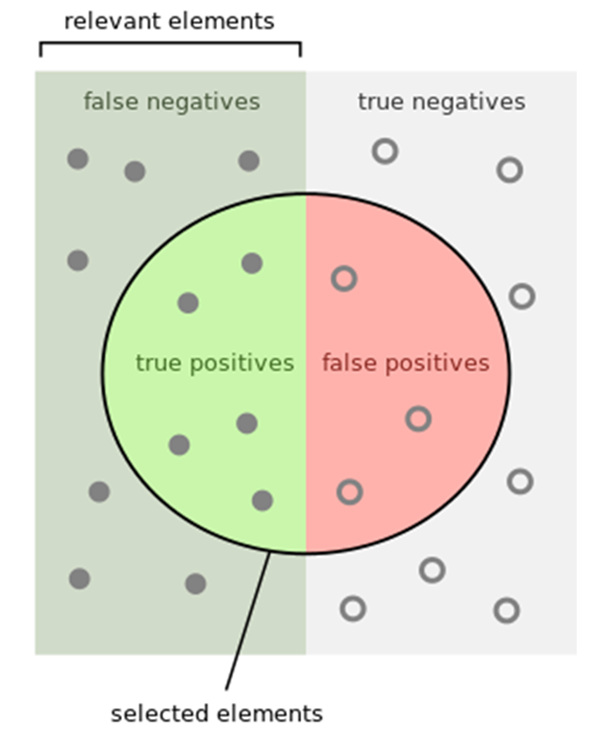 relevant elements
false negatives
true negatives
true positives
false positives
selected elements